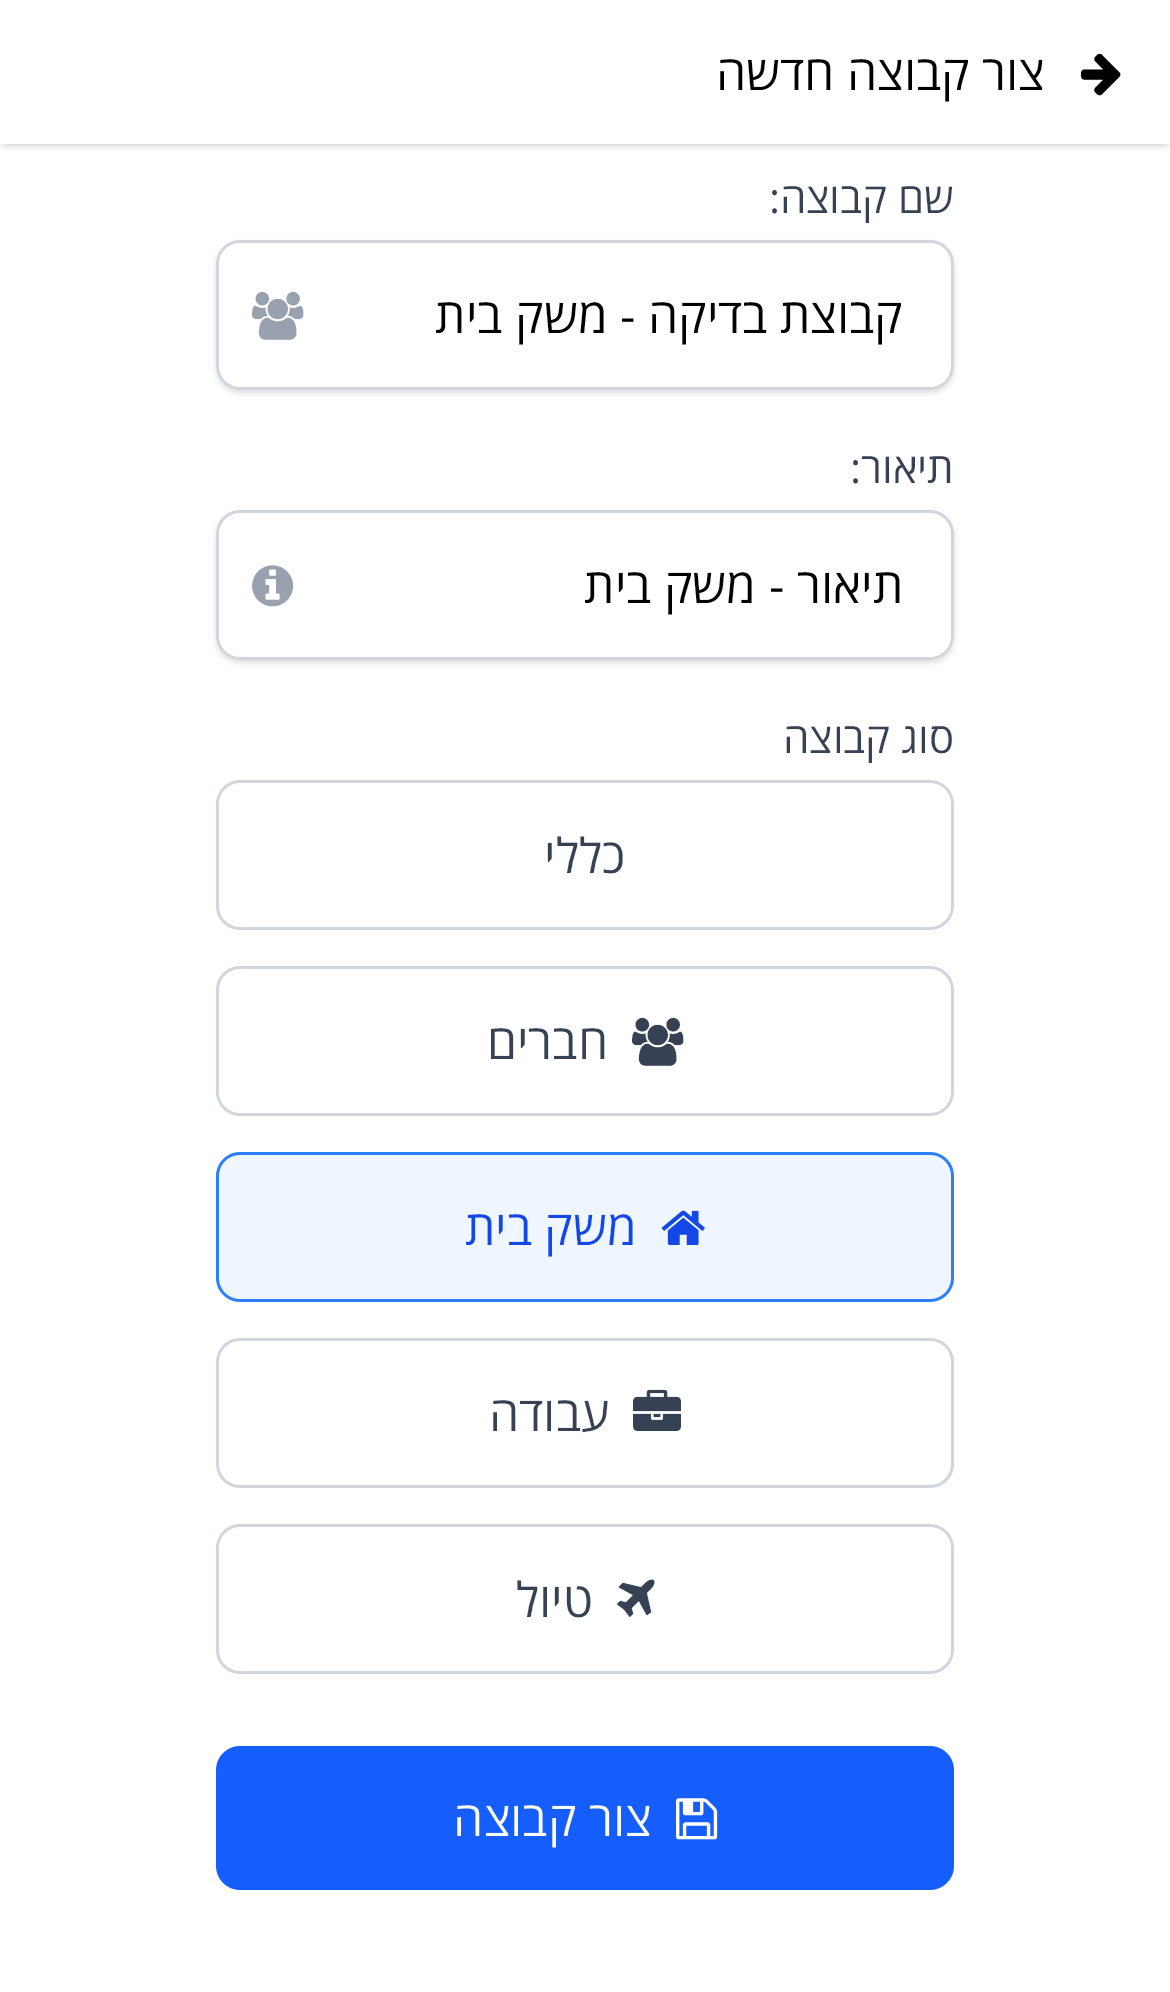 צור קבוצה חדשה
שם קבוצה:
קבוצת בדיקה - משק בית
תיאור:
תיאור - משק בית
סוג קבוצה
כללי
חברים
משק בית
עבודה
טיול
צור קבוצה